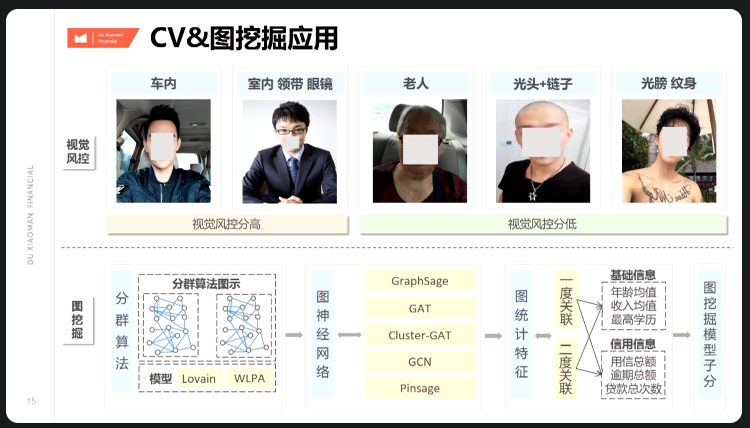 Du Xiaoman
Financial
CV&图挖掘应用
车内
室内 领带 眼镜
老人
光头+链子
光膀 纹身
视觉
风控
视觉风控分高
视觉风控分低
DU XIAOMAN FINANCIAL
图
挖
掘
分群算法
分群算法图示
模型
Lovain
WLPA
图神经网络
GraphSage
GAT
Cluster-GAT
GCN
Pinsage
图统计特征
一度关联
二度关联
基础信息
年龄均值
收入均值
最高学历
信用信息
用信总额
逾期总额
贷款总次数
图挖掘模型子分
15